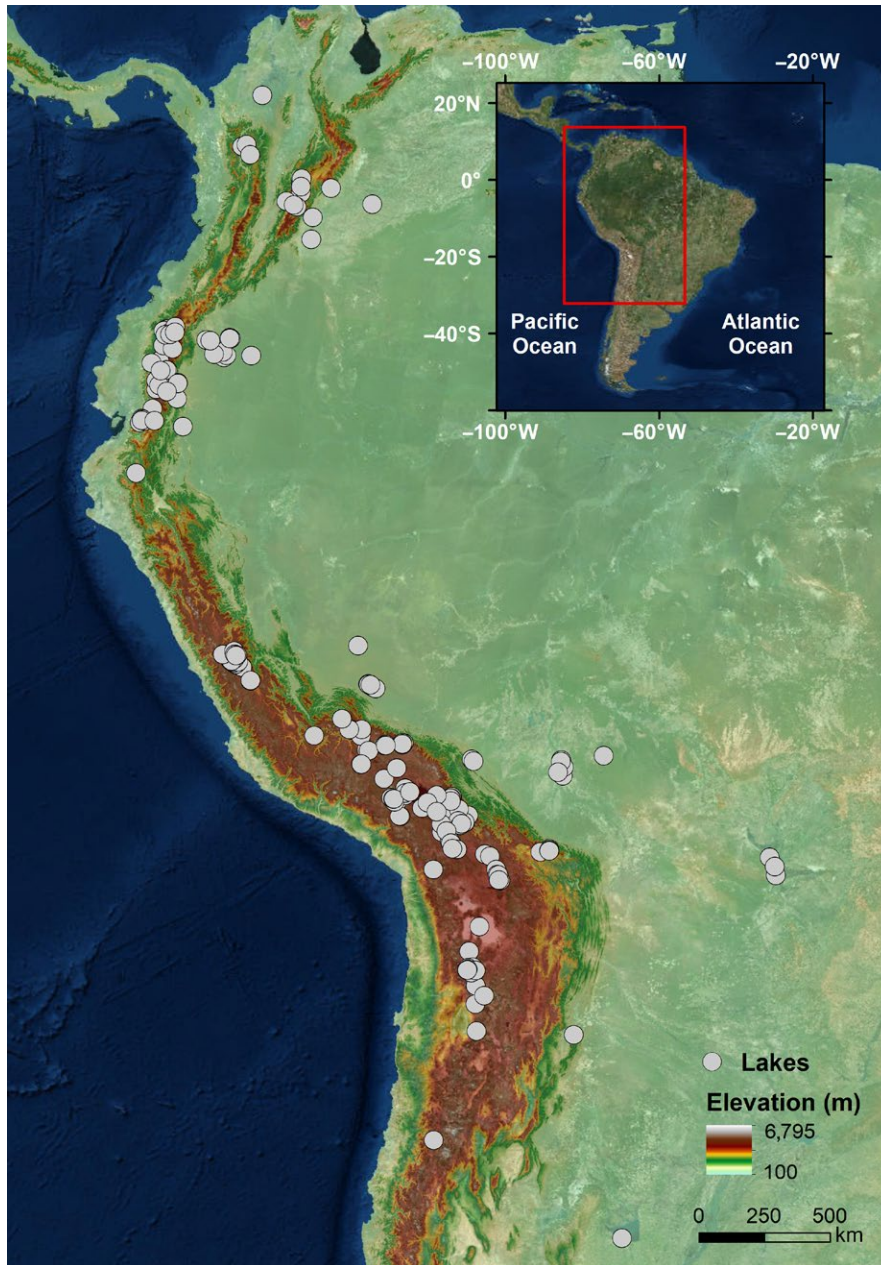 –100°W –60°W –20°W
20°N
0°
–20°S
–40°S
Pacific Ocean
Atlantic Ocean
–100°W –60°W –20°W
Lakes
Elevation (m)
6,795
100
0 250 500
km